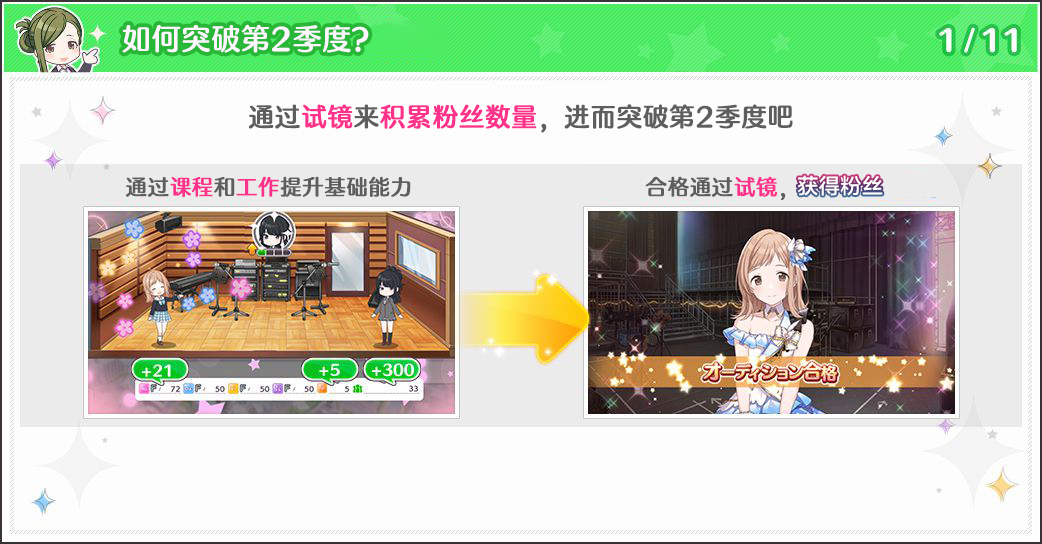 如何突破第2季度?
1/11
通过试镜来积累粉丝数量，进而突破第2季度吧
通过课程和工作提升基础能力
合格通过试镜，获得粉丝
オーディション合格
+21
+5
+300
72
50
50
50
5
33